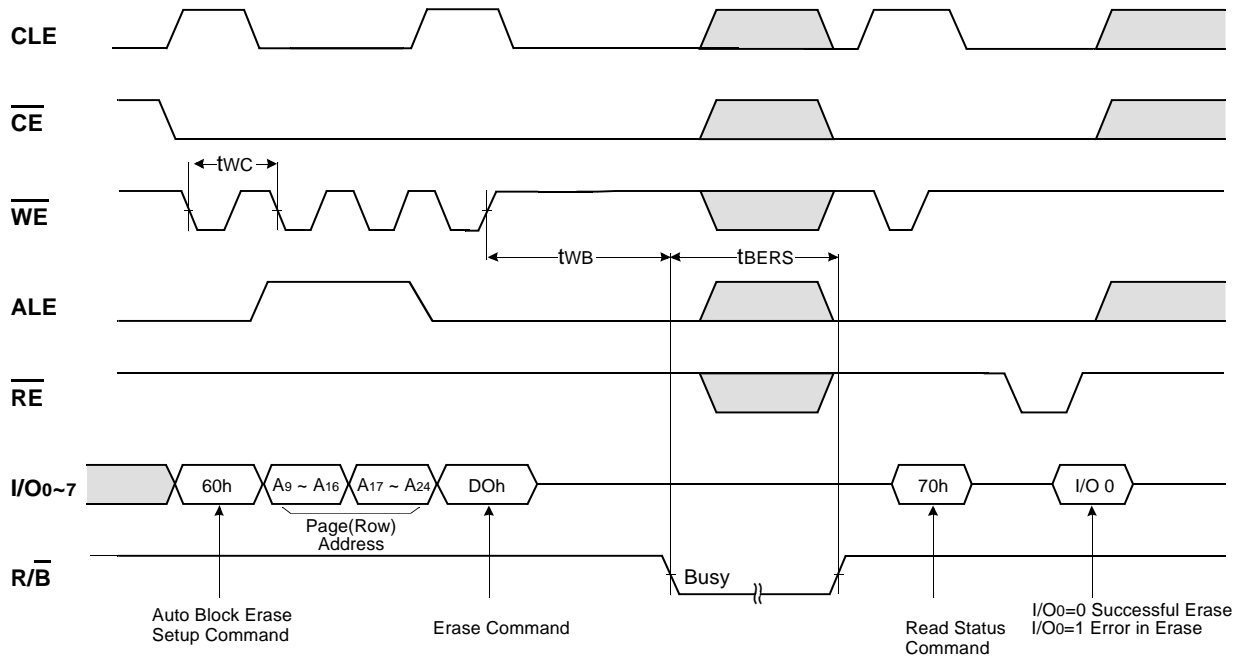 CLE
CE
tWC
WE
tWB
tBERS
ALE
RE
I/O0~7
60h
A9 ~ A16
A17 ~ A24
DOh
70h
I/O 0
Page(Row)
Address
R/B
Busy
Auto Block Erase
Setup Command
Erase Command
Read Status
Command
I/O0=0 Successful Erase
I/O0=1 Error in Erase